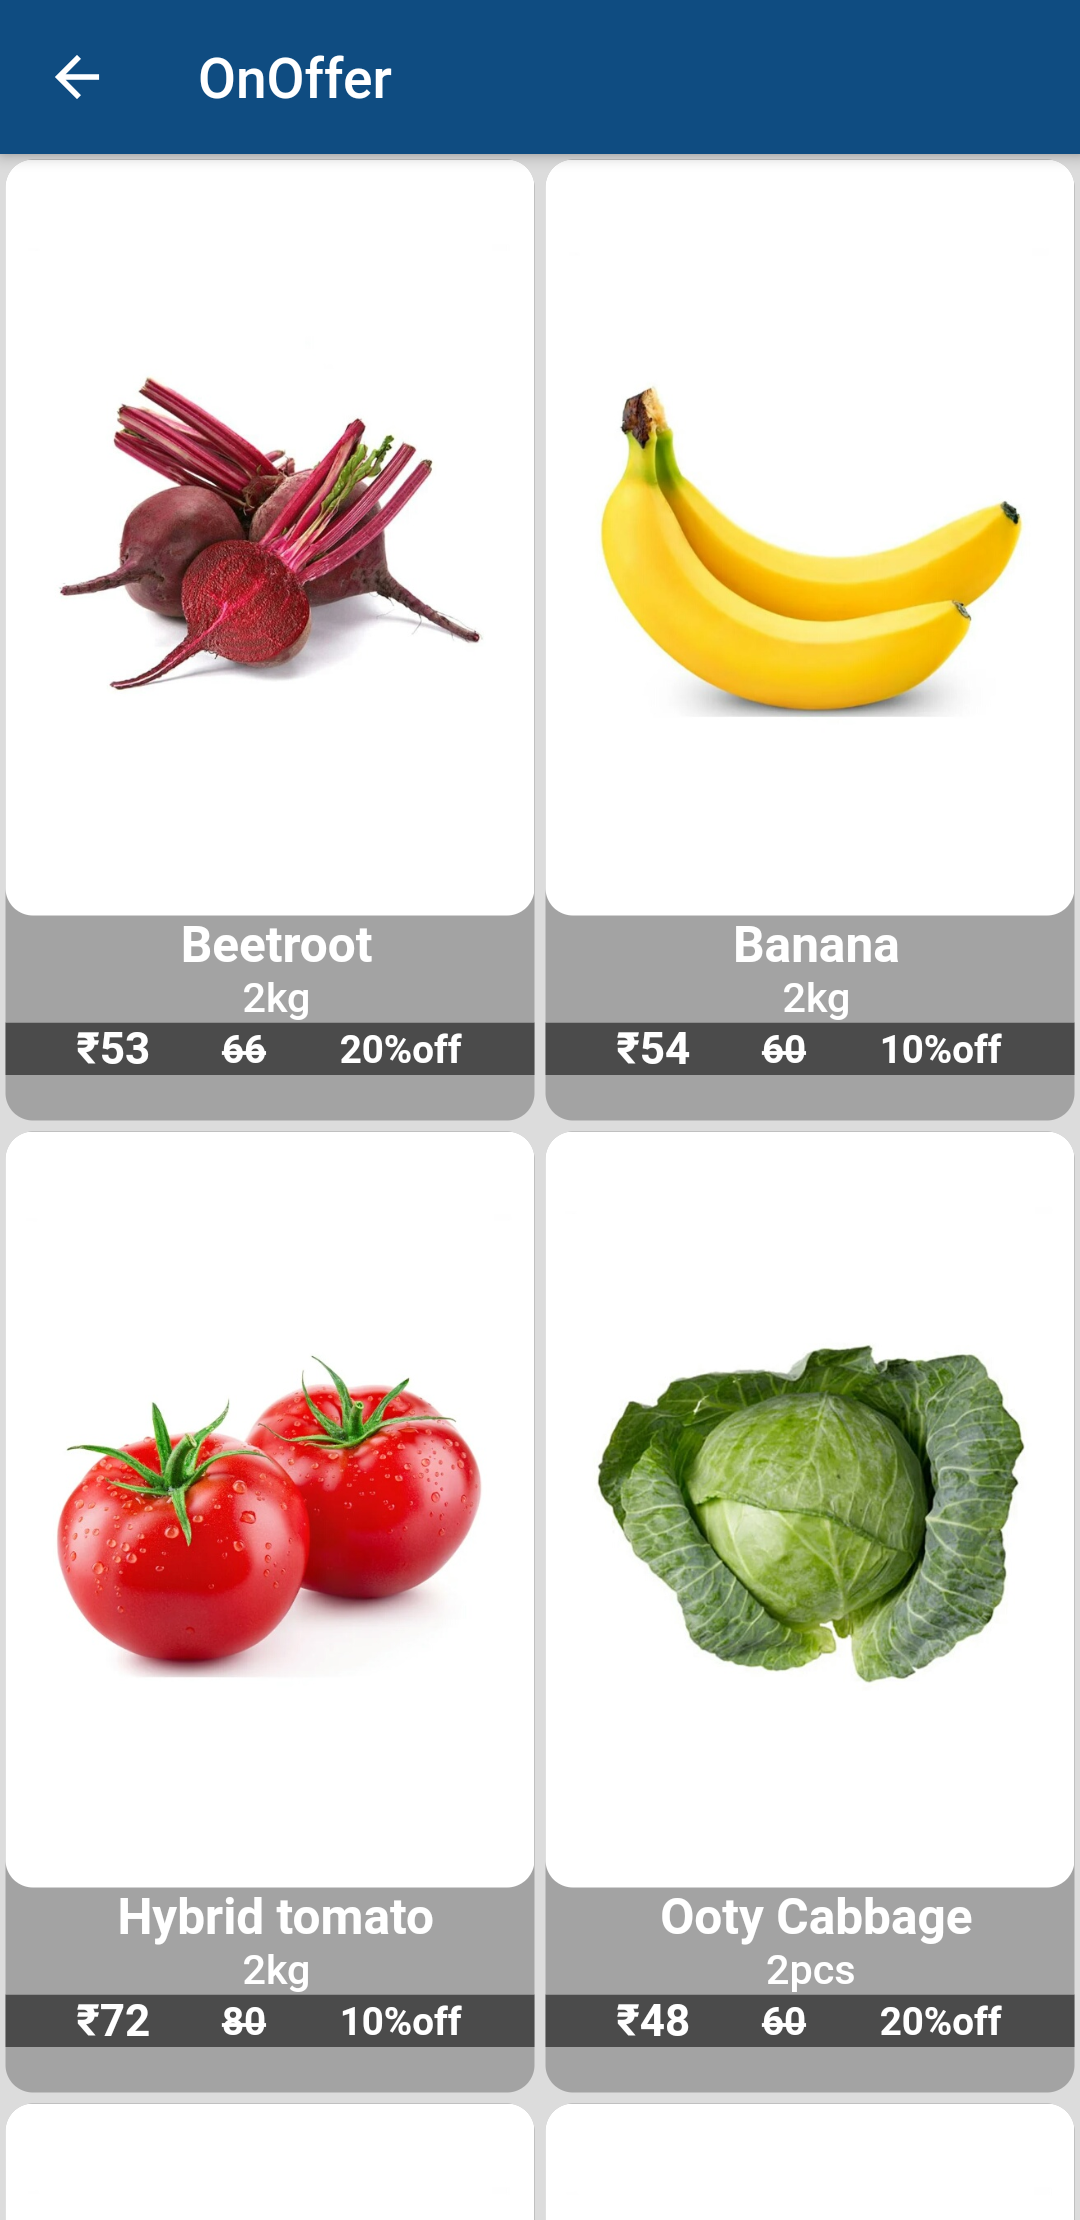 OnOffer
Beetroot
2kg
₹53 66 20%off
Banana
2kg
₹54 60 10%off
Hybrid tomato
2kg
₹72 80 10%off
Ooty Cabbage
2pcs
₹48 60 20%off